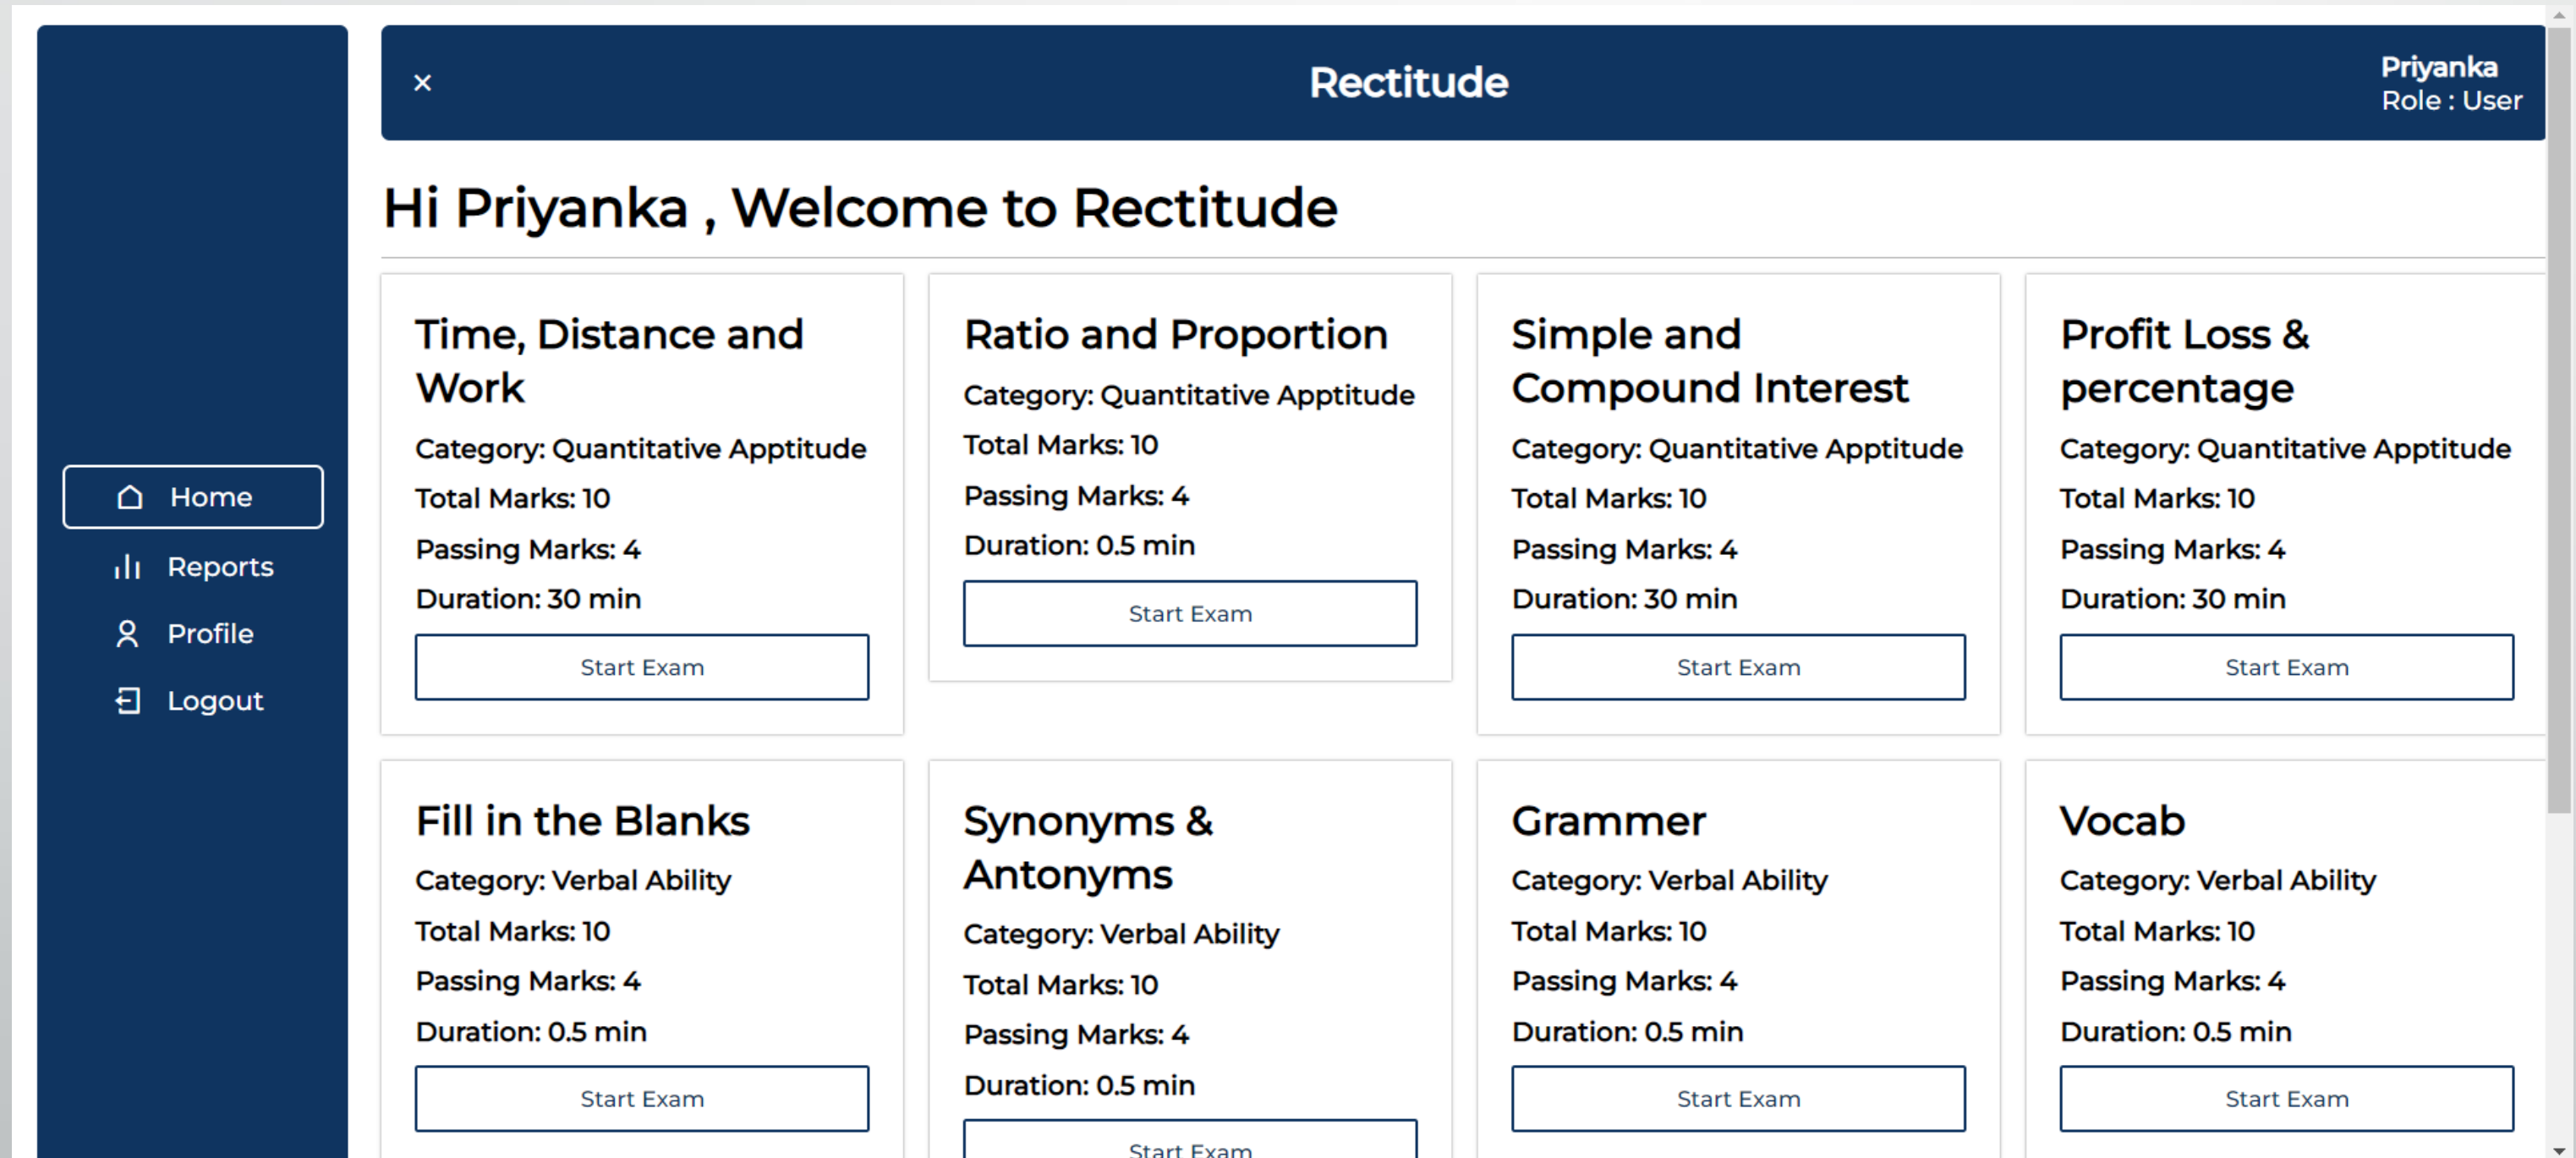 ×
Rectitude
Priyanka
Role : User
Home
Reports
Profile
Logout
Hi Priyanka , Welcome to Rectitude
Time, Distance and
Work
Category: Quantitative Apptitude
Total Marks: 10
Passing Marks: 4
Duration: 30 min
Start Exam
Ratio and Proportion
Category: Quantitative Apptitude
Total Marks: 10
Passing Marks: 4
Duration: 0.5 min
Start Exam
Simple and
Compound Interest
Category: Quantitative Apptitude
Total Marks: 10
Passing Marks: 4
Duration: 30 min
Start Exam
Profit Loss &
percentage
Category: Quantitative Apptitude
Total Marks: 10
Passing Marks: 4
Duration: 30 min
Start Exam
Fill in the Blanks
Category: Verbal Ability
Total Marks: 10
Passing Marks: 4
Duration: 0.5 min
Start Exam
Synonyms &
Antonyms
Category: Verbal Ability
Total Marks: 10
Passing Marks: 4
Duration: 0.5 min
Start Exam
Grammer
Category: Verbal Ability
Total Marks: 10
Passing Marks: 4
Duration: 0.5 min
Start Exam
Vocab
Category: Verbal Ability
Total Marks: 10
Passing Marks: 4
Duration: 0.5 min
Start Exam